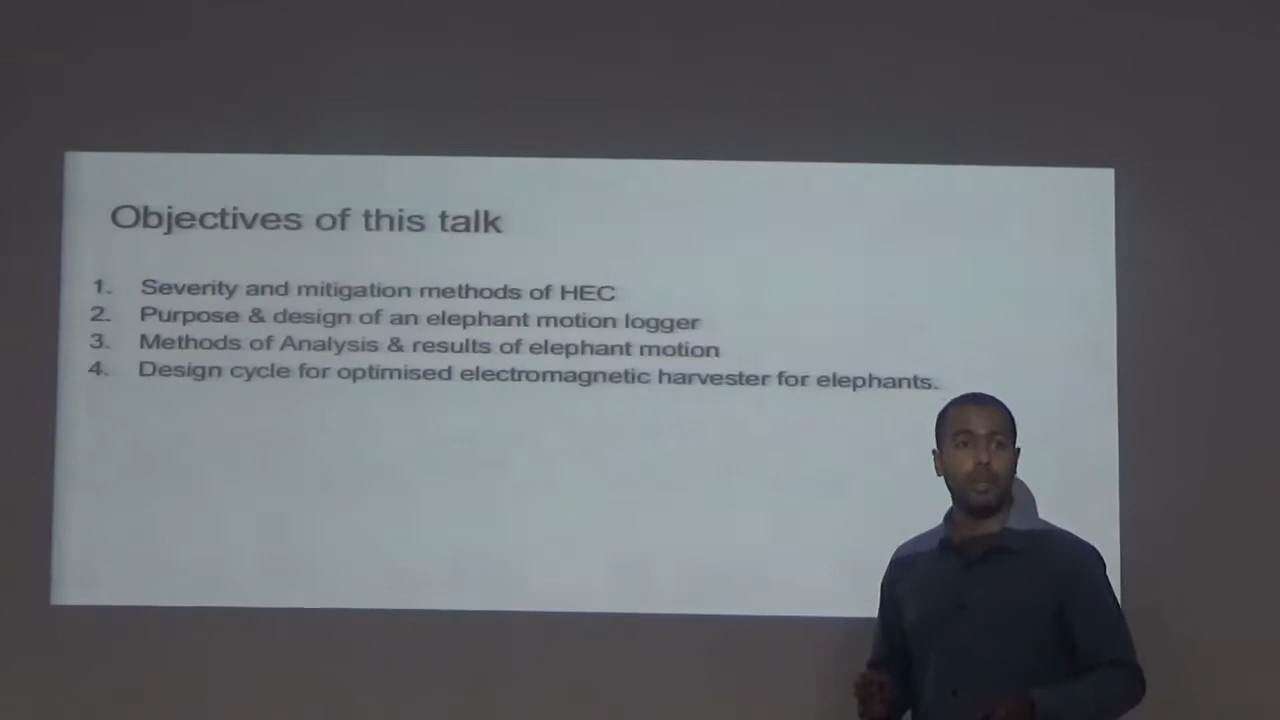 Objectives of this talk
1. Severity and mitigation methods of HEC
2. Purpose & design of an elephant motion logger
3. Methods of Analysis & results of elephant motion
4. Design cycle for optimised electromagnetic harvester for elephants.